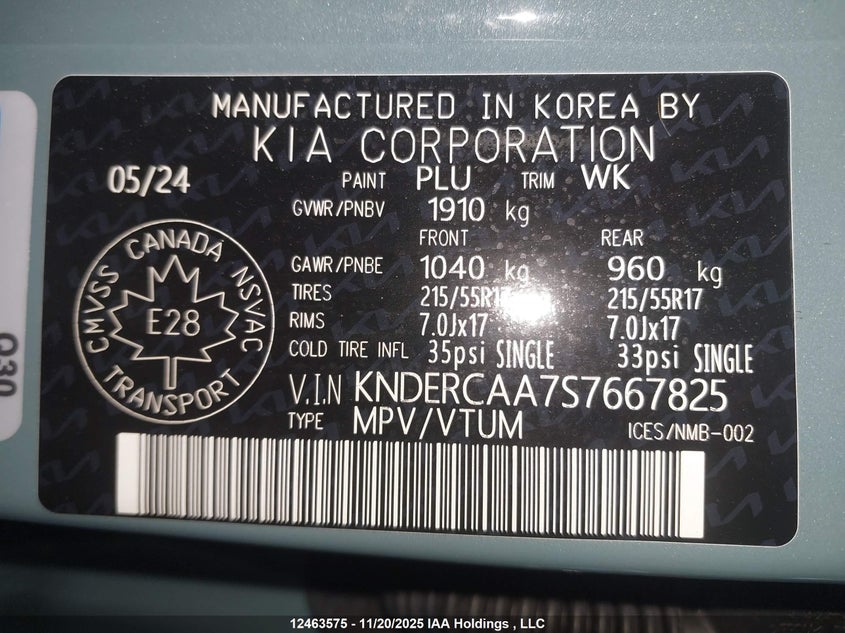 MANUFACTURED IN KOREA BY
KIA CORPORATION
05/24 PAINT PLU TRIM WK
GVWR/PNBV 1910 kg
FRONT REAR
GAWR/PNBE 1040 kg 960 kg
TIRES 215/55R17 215/55R17
RIMS 7.0Jx17 7.0Jx17
COLD TIRE INFL 35psi SINGLE 33psi SINGLE
V.I.N KNDERCAA7S7667825
TYPE MPV/VTUM ICES/NMB-002
CMVSS CANADA NSVAC
E28
TRANSPORT
Q30
12463575 - 11/20/2025 IAA Holdings , LLC